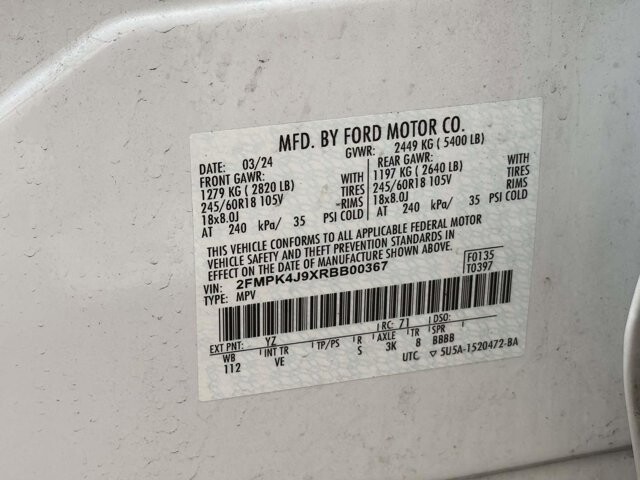 MFD. BY FORD MOTOR CO.
03/24 GVWR: 2449 KG ( 5400 LB)
FRONT GAWR: WITH REAR GAWR: WITH
1279 KG ( 2820 LB) TIRES 1197 KG ( 2640 LB) TIRES
245/60R18 105V -RIMS 245/60R18 105V RIMS
18x8.0J 18x8.0J
AT 240 kPa/ 35 PSI COLD AT 240 kPa/ 35 PSI COLD
THIS VEHICLE CONFORMS TO ALL APPLICABLE FEDERAL MOTOR
VEHICLE SAFETY AND THEFT PREVENTION STANDARDS IN
EFFECT ON THE DATE OF MANUFACTURE SHOWN ABOVE.
VIN: 2FMPK4J9XRBB00367 F0135
TYPE: MPV T0397
EXT PNT: YZ RC: 71 DSO:
WB INT TR TP/PS R AXLE TR SPR
112 VE S 3K 8 BBBB
UTC ▽ 5U5A-1520472-BA